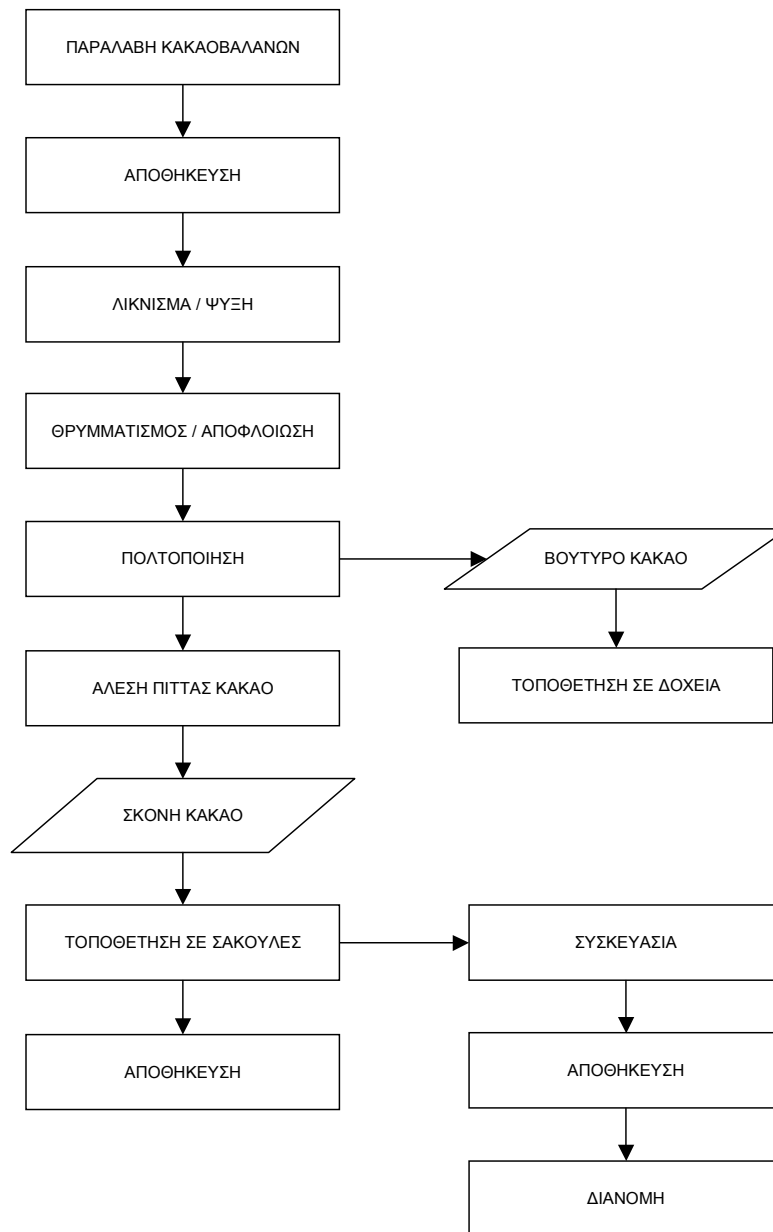 ΠΑΡΑΛΑΒΗ ΚΑΚΑΟΒΑΛΑΝΩΝ
ΑΠΟΘΗΚΕΥΣΗ
ΛΙΚΝΙΣΜΑ / ΨΥΞΗ
ΘΡΥΜΜΑΤΙΣΜΟΣ / ΑΠΟΦΛΟΙΩΣΗ
ΠΟΛΤΟΠΟΙΗΣΗ
ΒΟΥΤΥΡΟ ΚΑΚΑΟ
ΑΛΕΣΗ ΠΙΤΤΑΣ ΚΑΚΑΟ
ΤΟΠΟΘΕΤΗΣΗ ΣΕ ΔΟΧΕΙΑ
ΣΚΟΝΗ ΚΑΚΑΟ
ΤΟΠΟΘΕΤΗΣΗ ΣΕ ΣΑΚΟΥΛΕΣ
ΣΥΣΚΕΥΑΣΙΑ
ΑΠΟΘΗΚΕΥΣΗ
ΑΠΟΘΗΚΕΥΣΗ
ΔΙΑΝΟΜΗ